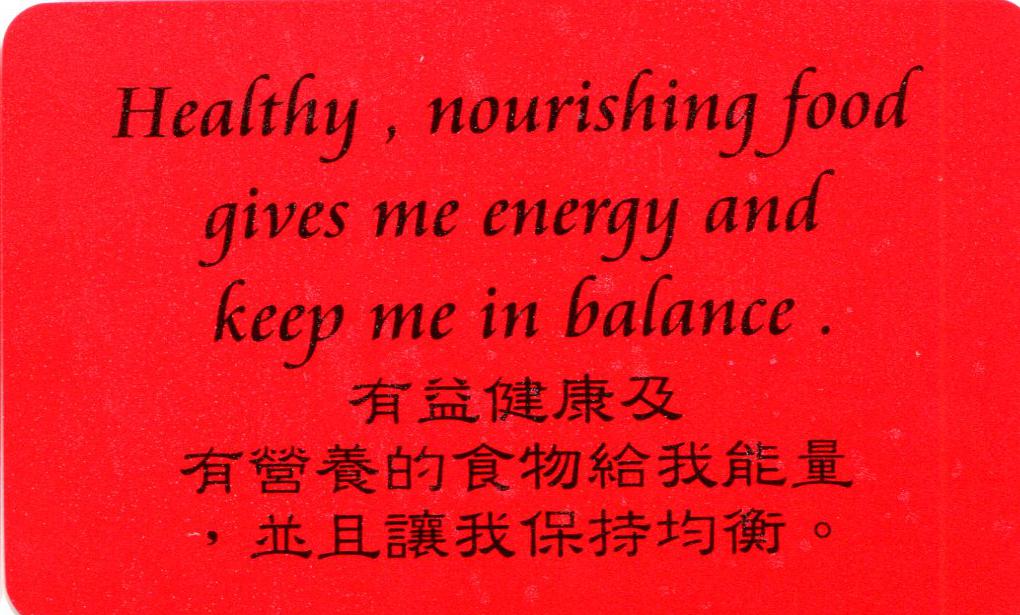 Healthy , nourishing food
gives me energy and
keep me in balance .
有益健康及
有營養的食物給我能量
，並且讓我保持均衡。